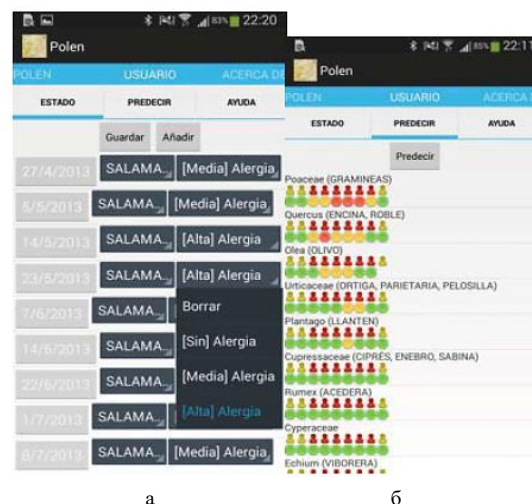 83% 22:20
Polen
POLEN USUARIO ACERCA DE
ESTADO PREDECIR AYUDA
Guardar Añadir
27/4/2013 SALAMA... [Media] Alergia
5/5/2013 SALAMA... [Media] Alergia
14/5/2013 SALAMA... [Alta] Alergia
23/5/2013 SALAMA... [Alta] Alergia
7/6/2013 SALAMA...
14/6/2013 SALAMA...
22/6/2013 SALAMA...
1/7/2013 SALAMA...
8/7/2013 SALAMA... [Media] Alergia
Borrar
[Sin] Alergia
[Media] Alergia
[Alta] Alergia
а
85% 22:11
Polen
POLEN USUARIO ACERCA
ESTADO PREDECIR AYUDA
Predecir
Poaceae (GRAMINEAS)
Quercus (ENCINA, ROBLE)
Olea (OLIVO)
Urticaceae (ORTIGA, PARIETARIA, PELOSILLA)
Plantago (LLANTEN)
Cupressaceae (CIPRÉS, ENEBRO, SABINA)
Rumex (ACEDERA)
Cyperaceae
Echium (VIBORERA)
б